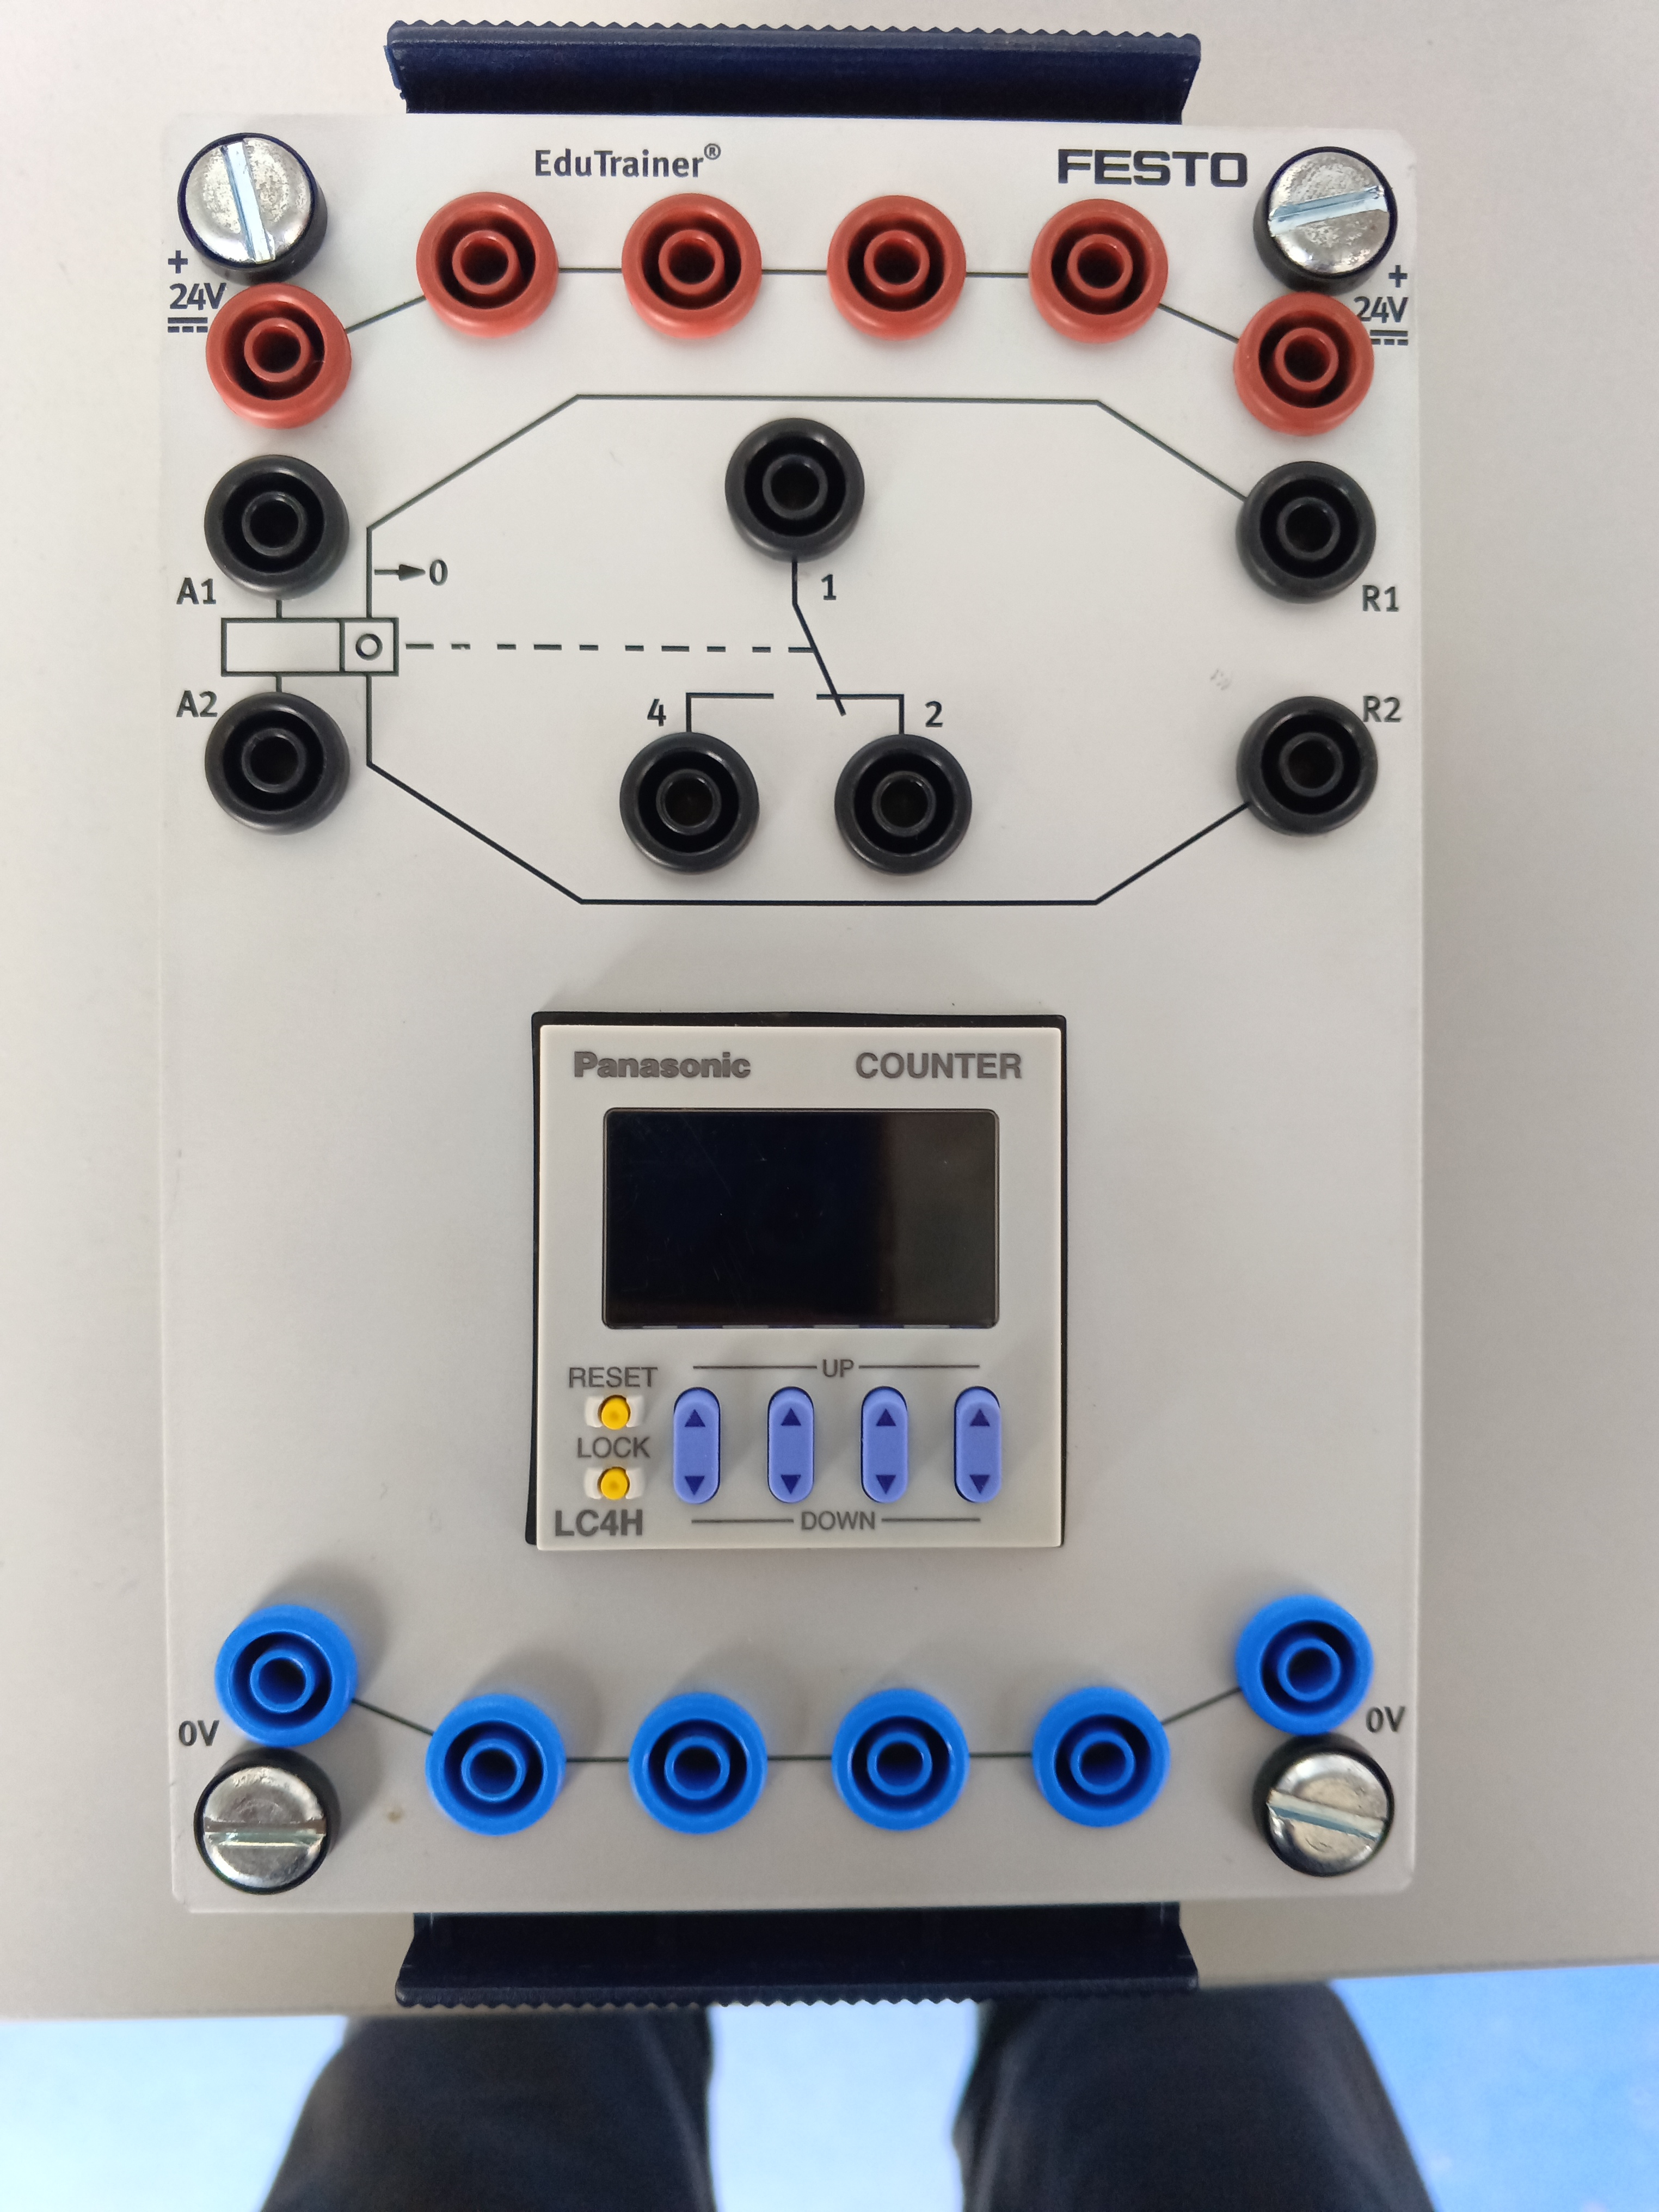 EduTrainer® FESTO
+ +
24V 24V
0
A1 1 R1
A2 4 2 R2
Panasonic COUNTER
UP
RESET
LOCK
LC4H DOWN
0V 0V